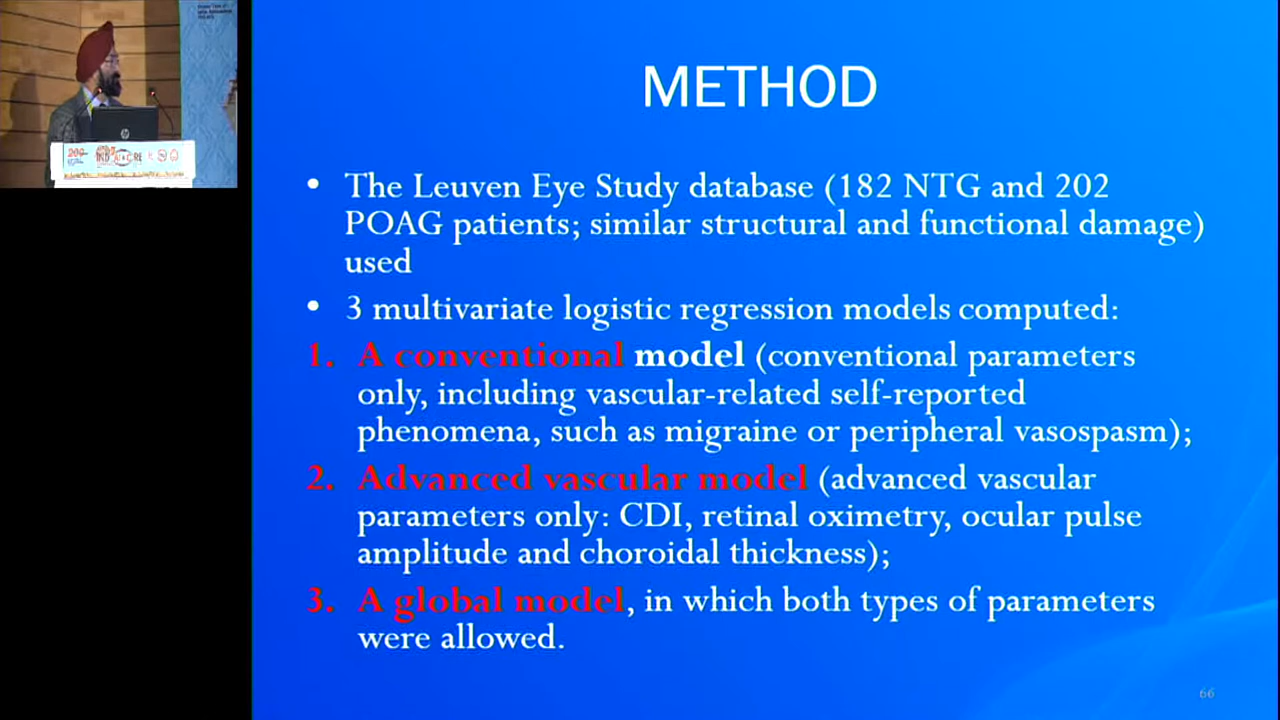 METHOD
• The Leuven Eye Study database (182 NTG and 202
POAG patients; similar structural and functional damage)
used
• 3 multivariate logistic regression models computed:
1. A conventional model (conventional parameters
only, including vascular-related self-reported
phenomena, such as migraine or peripheral vasospasm);
2. Advanced vascular model (advanced vascular
parameters only: CDI, retinal oximetry, ocular pulse
amplitude and choroidal thickness);
3. A global model, in which both types of parameters
were allowed.
66
hp